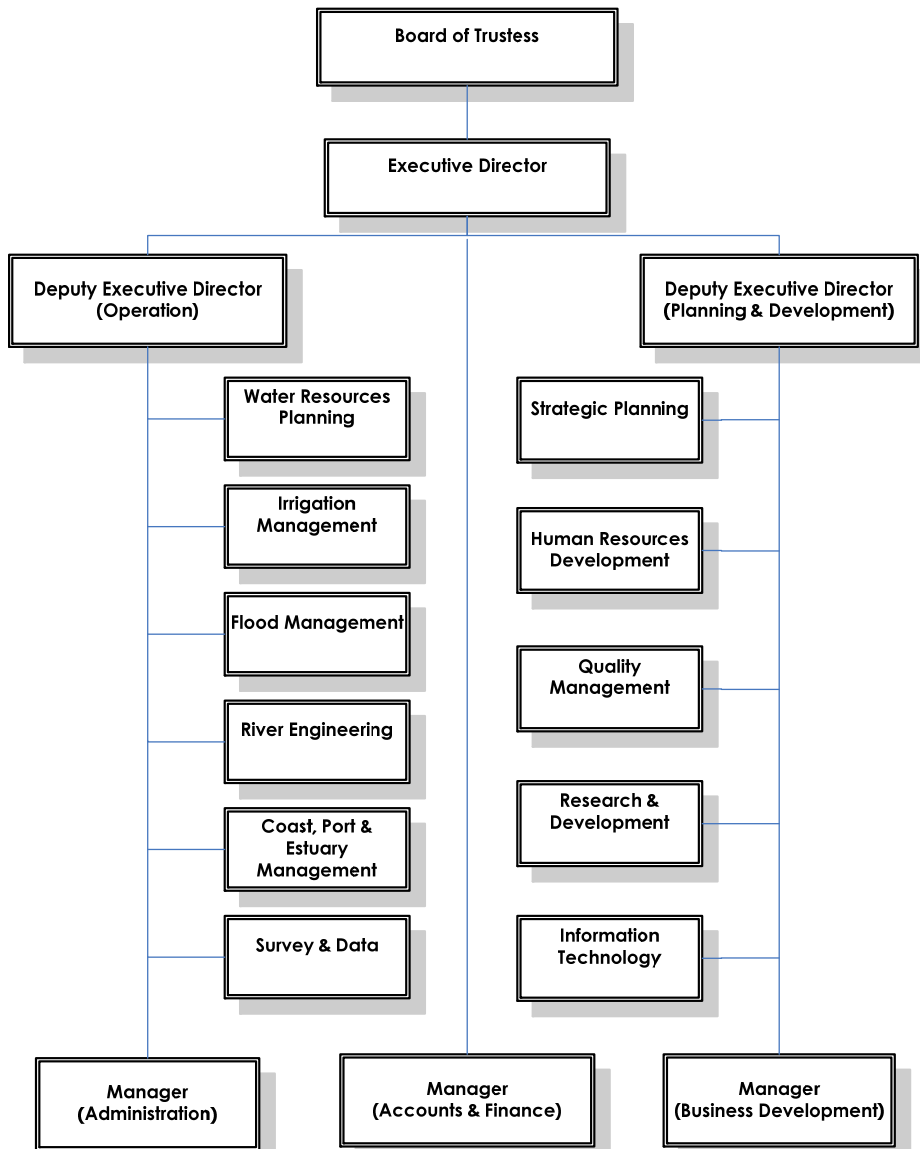 Board of Trustess
Executive Director
Deputy Executive Director
(Operation)
Deputy Executive Director
(Planning & Development)
Water Resources
Planning
Irrigation
Management
Flood Management
River Engineering
Coast, Port &
Estuary
Management
Survey & Data
Strategic Planning
Human Resources
Development
Quality
Management
Research &
Development
Information
Technology
Manager
(Administration)
Manager
(Accounts & Finance)
Manager
(Business Development)